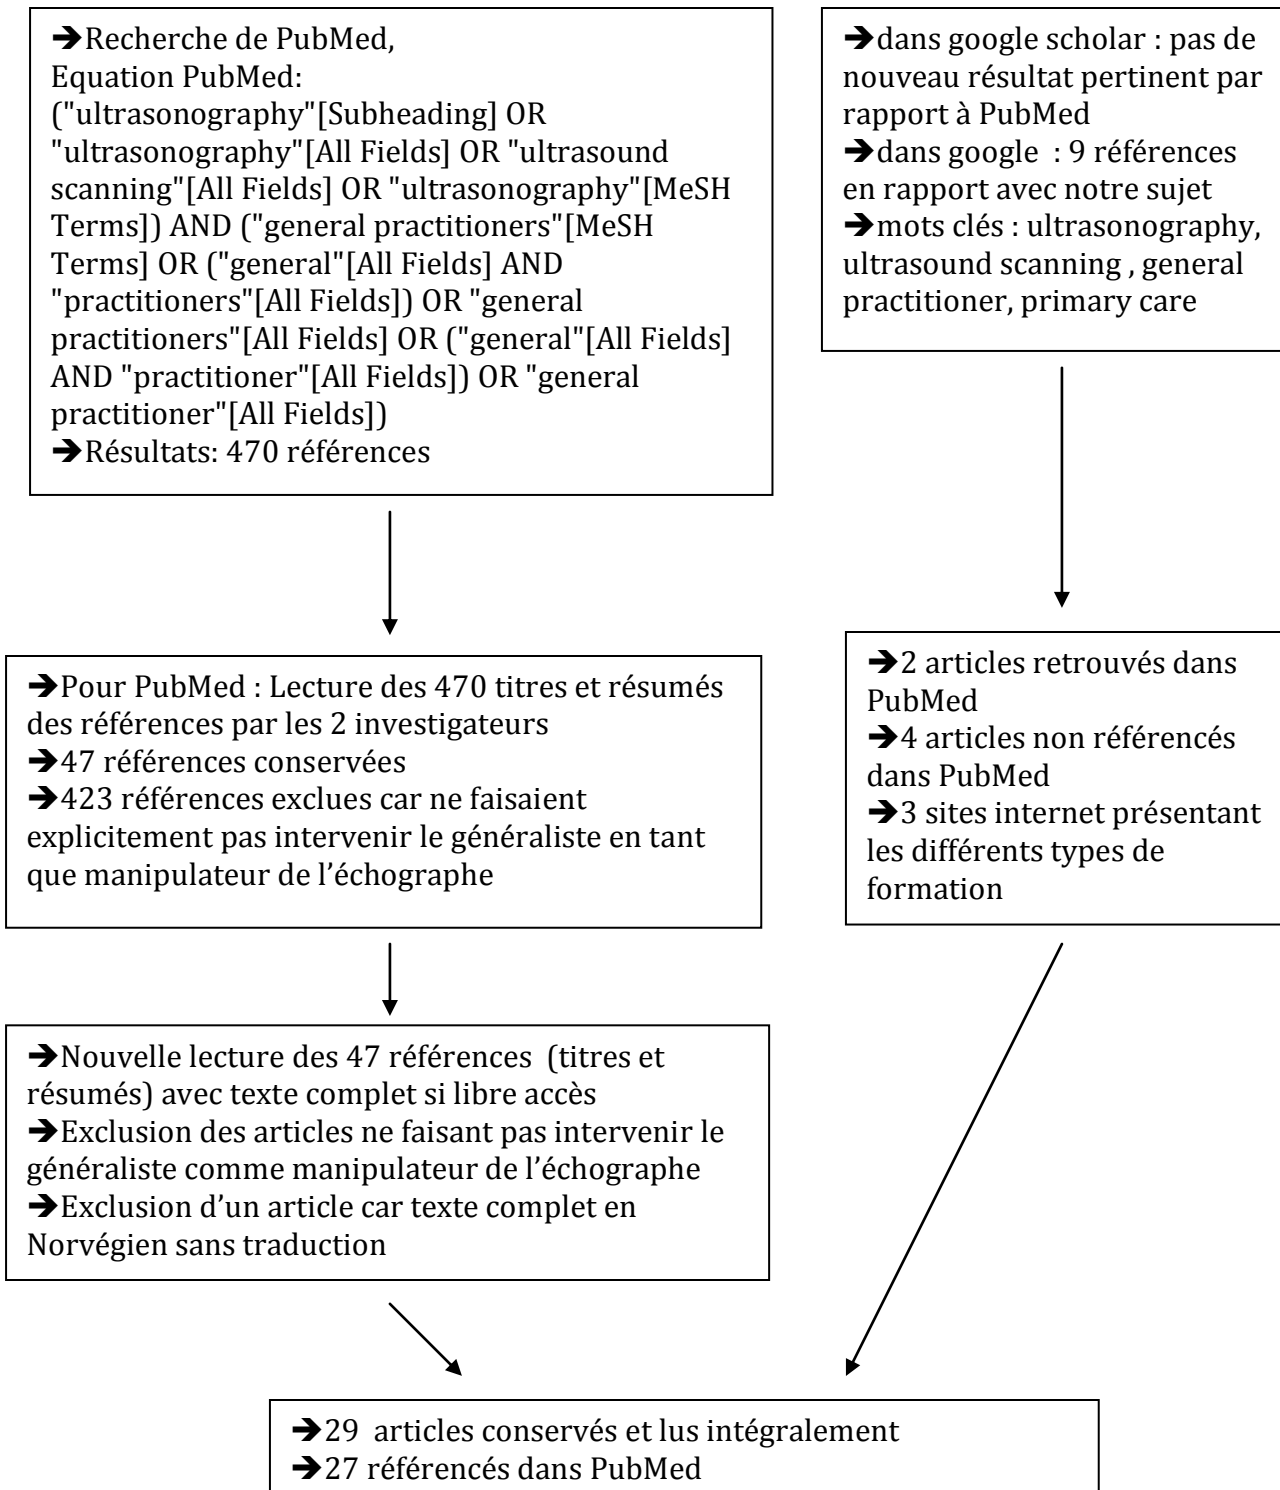 ➔Recherche de PubMed,
Equation PubMed:
("ultrasonography"[Subheading] OR
"ultrasonography"[All Fields] OR "ultrasound
scanning"[All Fields] OR "ultrasonography"[MeSH
Terms]) AND ("general practitioners"[MeSH
Terms] OR ("general"[All Fields] AND
"practitioners"[All Fields]) OR "general
practitioners"[All Fields] OR ("general"[All Fields]
AND "practitioner"[All Fields]) OR "general
practitioner"[All Fields])
➔Résultats: 470 références
➔dans google scholar : pas de
nouveau résultat pertinent par
rapport à PubMed
➔dans google : 9 références
en rapport avec notre sujet
➔mots clés : ultrasonography,
ultrasound scanning , general
practitioner, primary care
➔Pour PubMed : Lecture des 470 titres et résumés
des références par les 2 investigateurs
➔47 références conservées
➔423 références exclues car ne faisaient
explicitement pas intervenir le généraliste en tant
que manipulateur de l’échographe
➔2 articles retrouvés dans
PubMed
➔4 articles non référencés
dans PubMed
➔3 sites internet présentant
les différents types de
formation
➔Nouvelle lecture des 47 références (titres et
résumés) avec texte complet si libre accès
➔Exclusion des articles ne faisant pas intervenir le
généraliste comme manipulateur de l’échographe
➔Exclusion d’un article car texte complet en
Norvégien sans traduction
➔29 articles conservés et lus intégralement
➔27 référencés dans PubMed